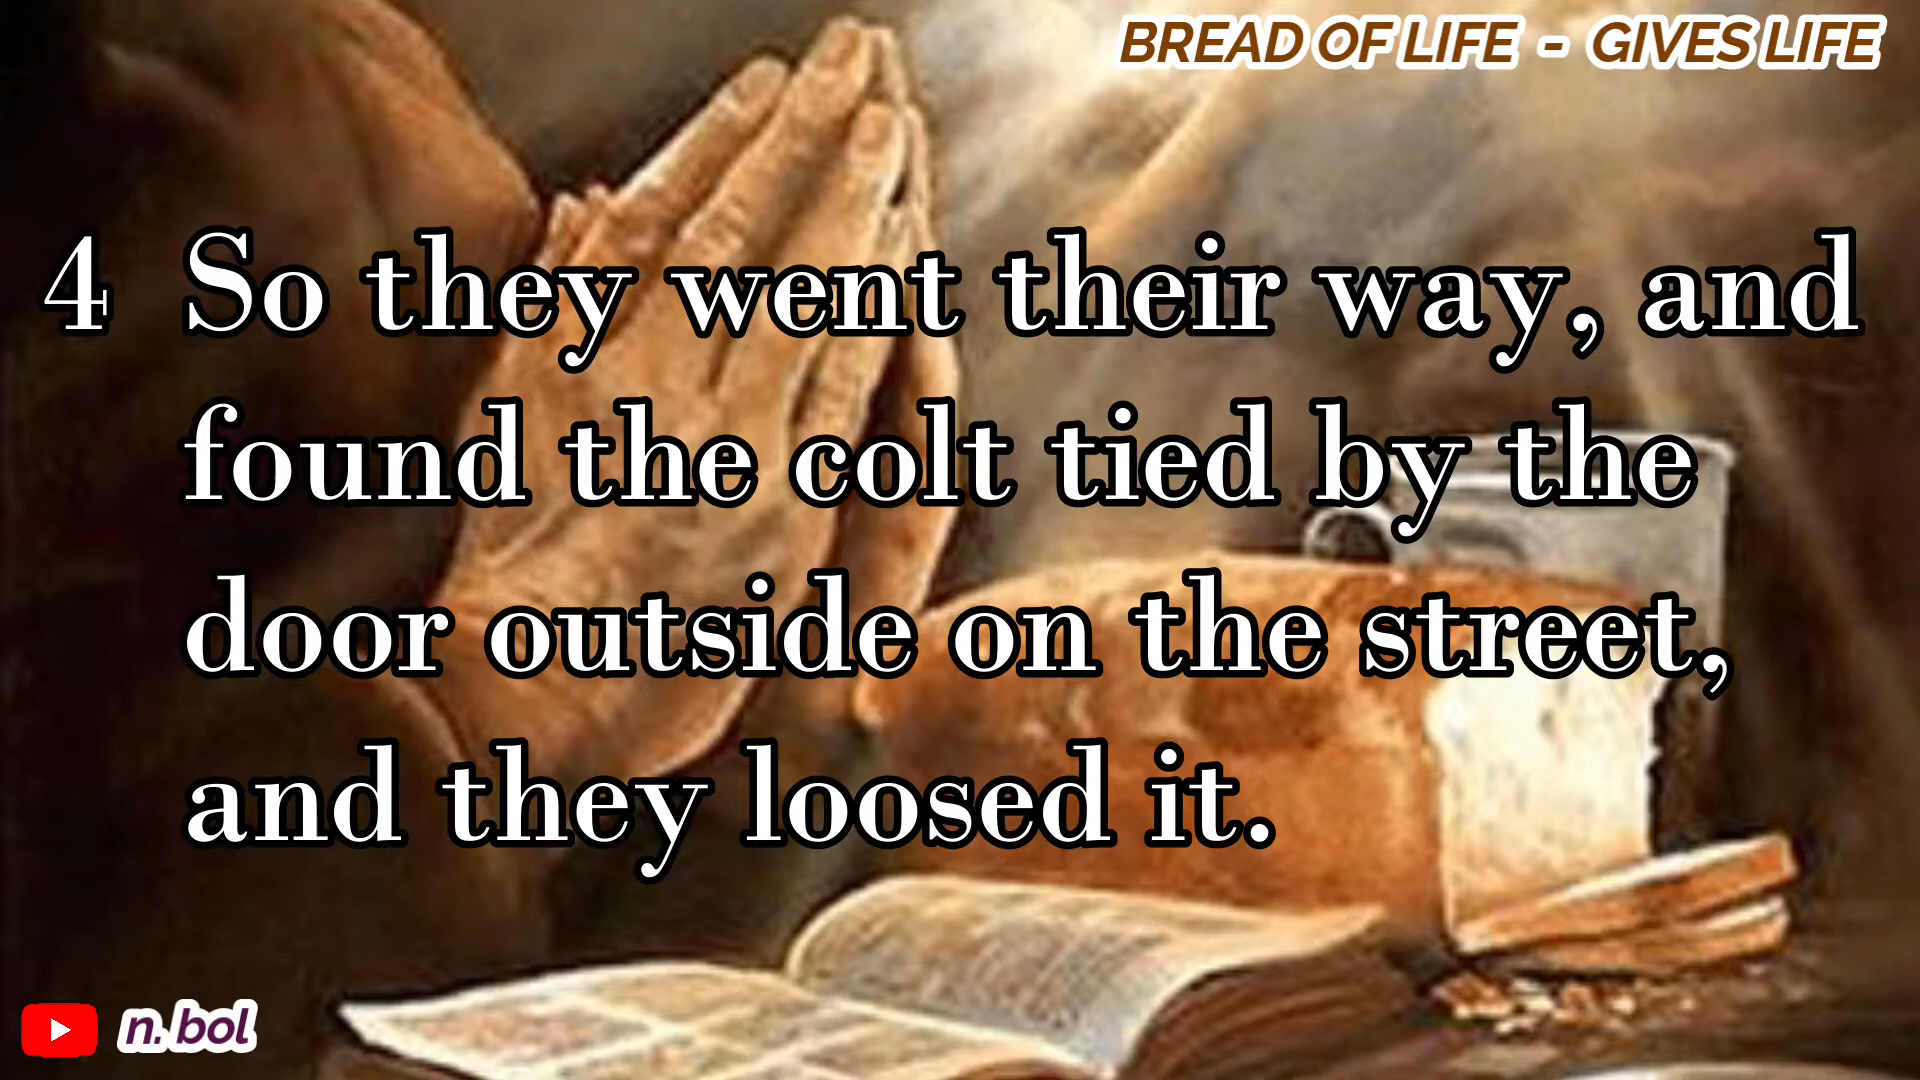 BREAD OF LIFE - GIVES LIFE
4 So they went their way, and
found the colt tied by the
door outside on the street,
and they loosed it.
n. bol